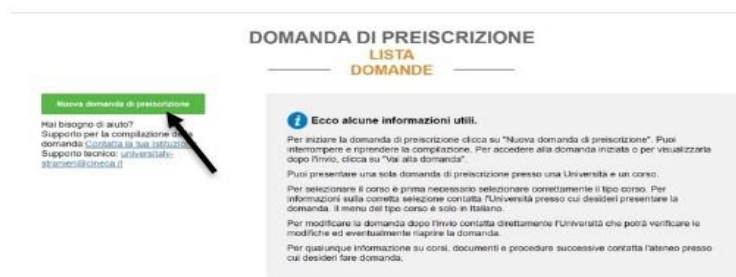 DOMANDA DI PREISCRIZIONE
LISTA
DOMANDE
Nuova domanda di preiscrizione
Hai bisogno di aiuto?
Supporto per la compilazione della
domanda Contatta la tua istituzione
Supporto tecnico: universitaly-
stranieri@cineca.it
Ecco alcune informazioni utili.
Per iniziare la domanda di preiscrizione clicca su "Nuova domanda di preiscrizione". Puoi
interrompere e riprendere la compilazione. Per accedere alla domanda iniziata o per visualizzarla
dopo l'invio, clicca su "Vai alla domanda".
Puoi presentare una sola domanda di preiscrizione presso una Università e un corso.
Per selezionare il corso è prima necessario selezionare correttamente il tipo corso. Per
informazioni sulla corretta selezione contatta l'Università presso cui desideri presentare la
domanda. Il menu del tipo corso è solo in Italiano.
Per modificare la domanda dopo l'invio contatta direttamente l'Università che potrà verificare le
modifiche ed eventualmente riaprire la domanda.
Per qualunque informazione su corsi, documenti e procedure successive contatta l'ateneo presso
cui desideri fare domanda.